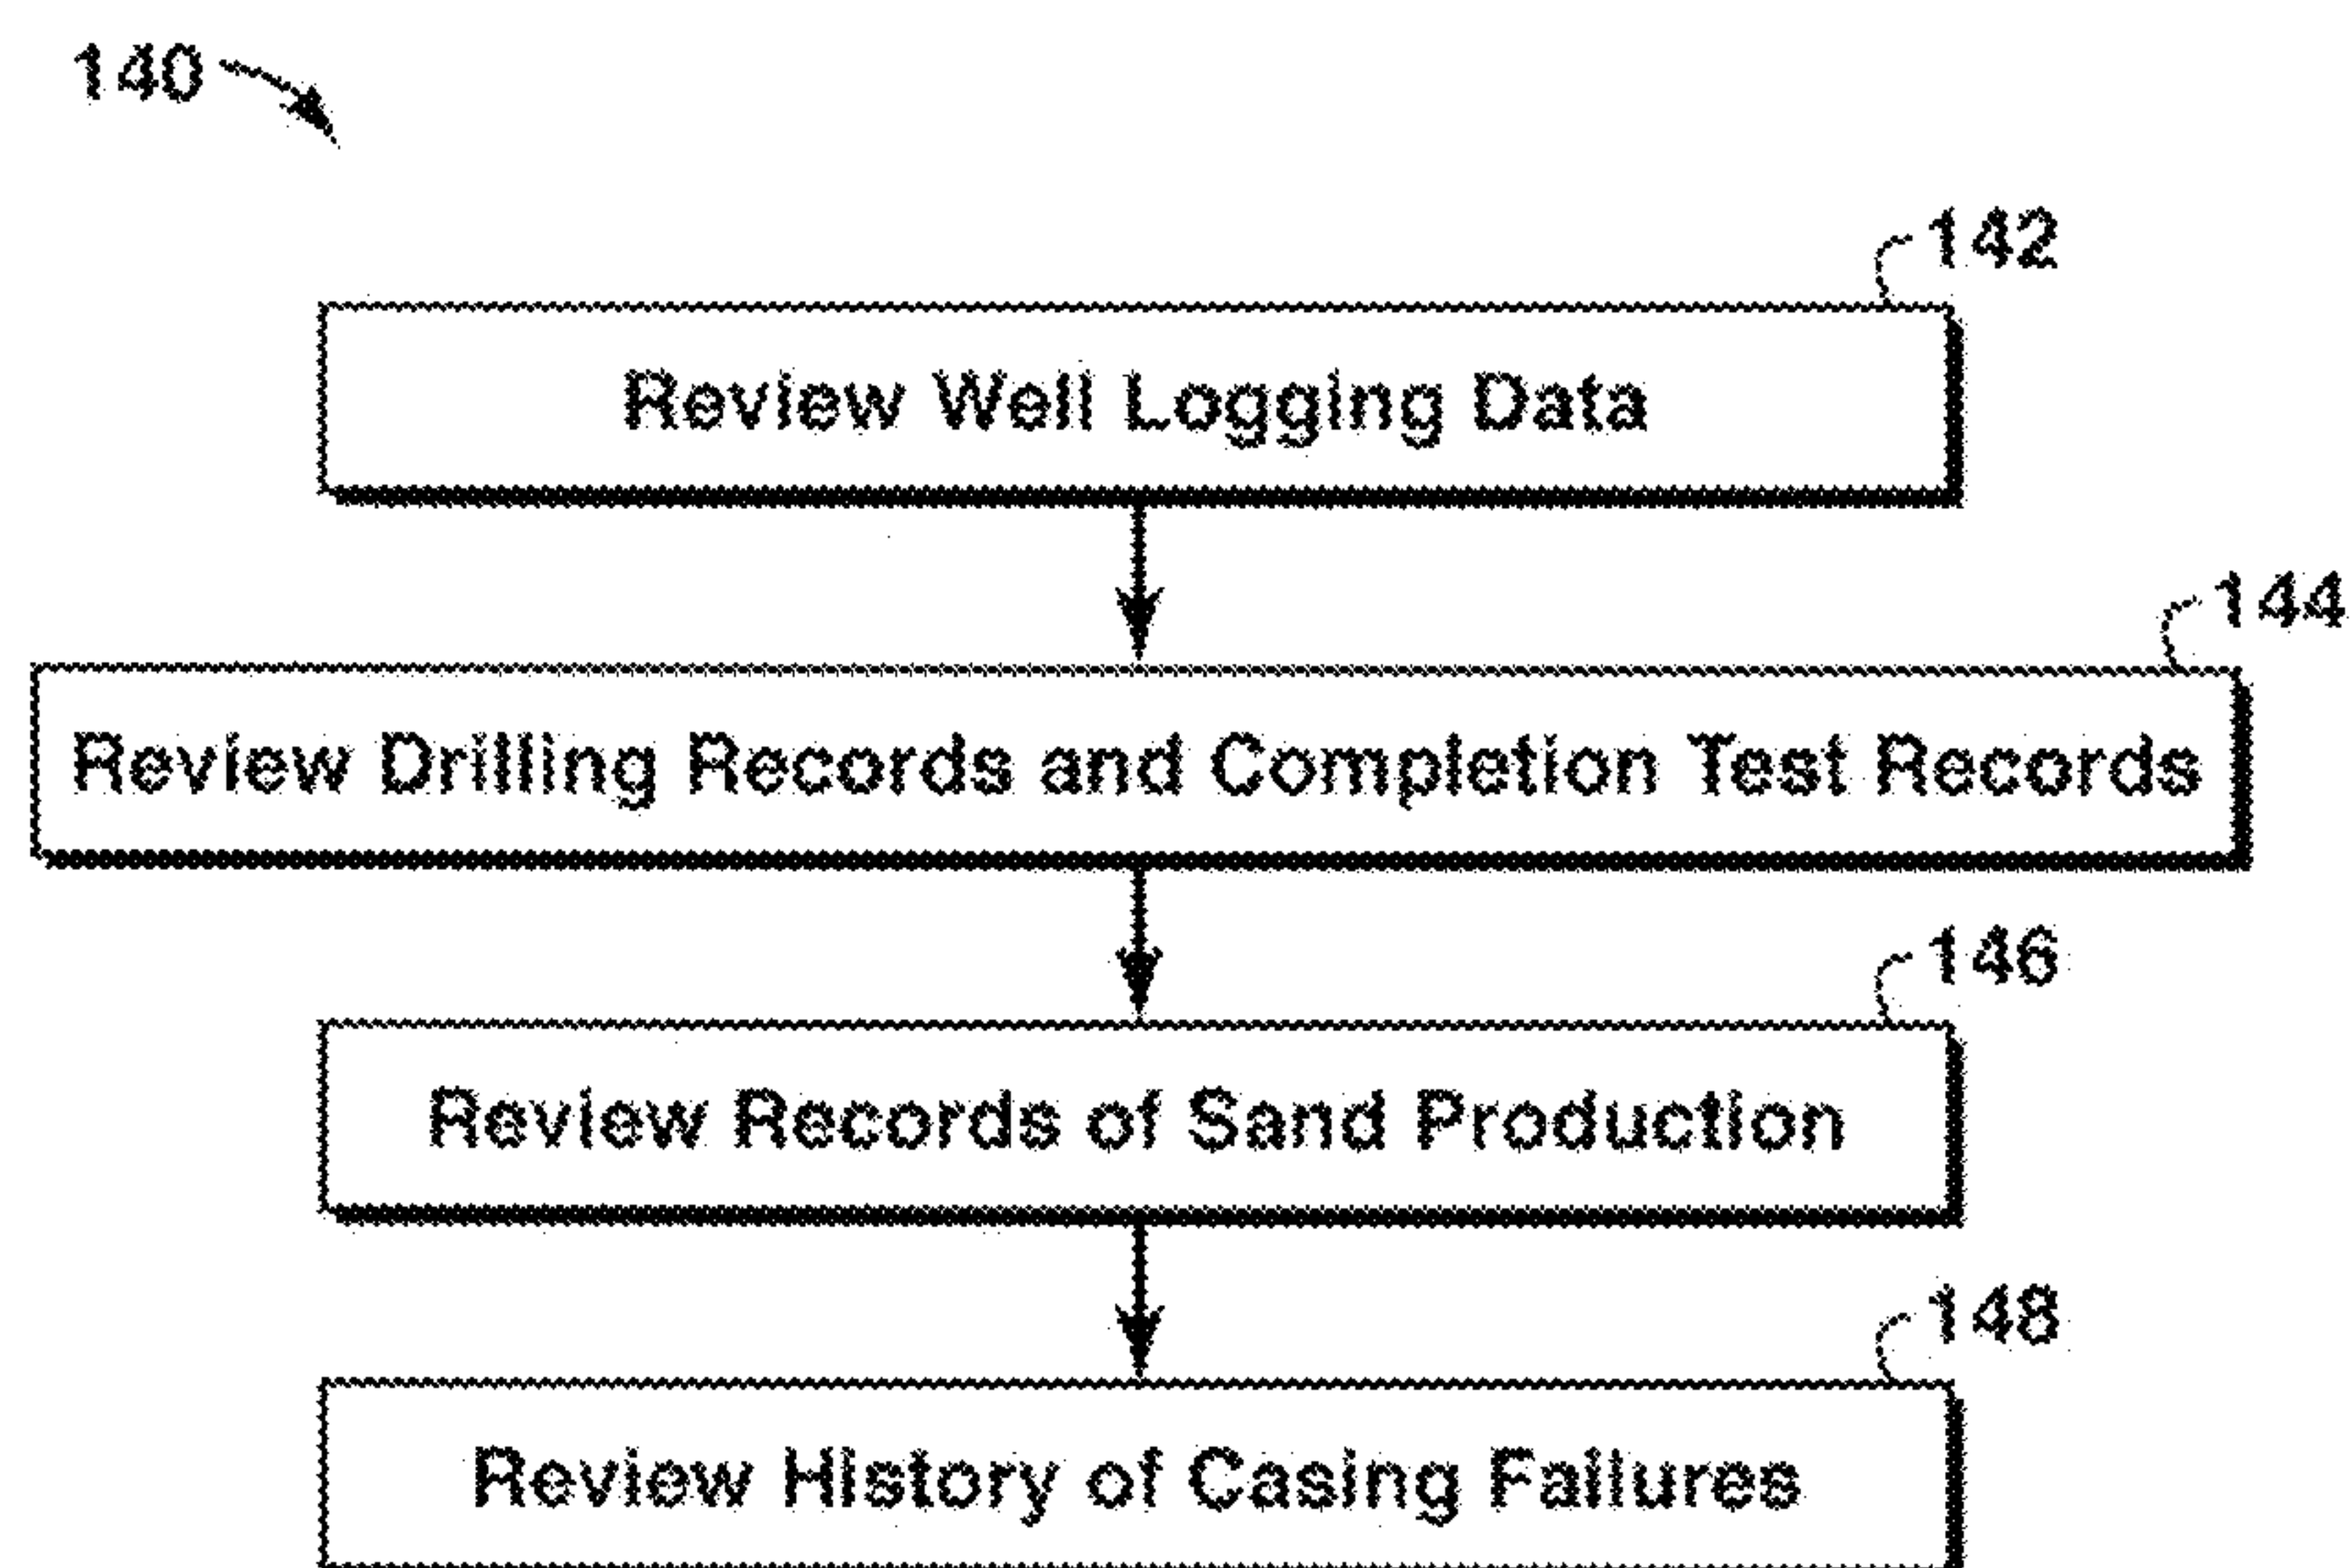 140
142
Review Well Logging Data
144
Review Drilling Records and Completion Test Records
146
Review Records of Sand Production
148
Review History of Casing Failures